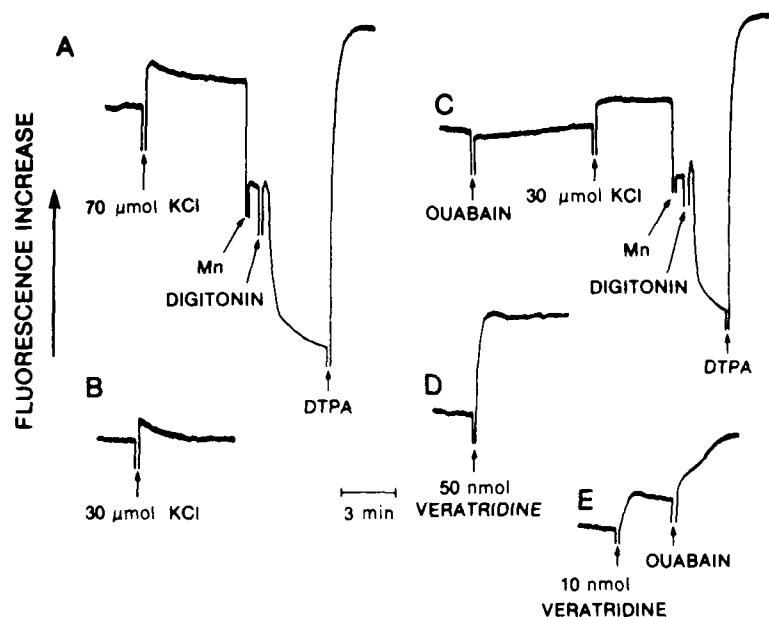 FLUORESCENCE INCREASE
A
70 µmol KCl
Mn
DIGITONIN
DTPA
B
30 µmol KCl
C
OUABAIN
30 µmol KCl
Mn
DIGITONIN
DTPA
D
50 nmol
VERATRIDINE
3 min
E
10 nmol
VERATRIDINE
OUABAIN